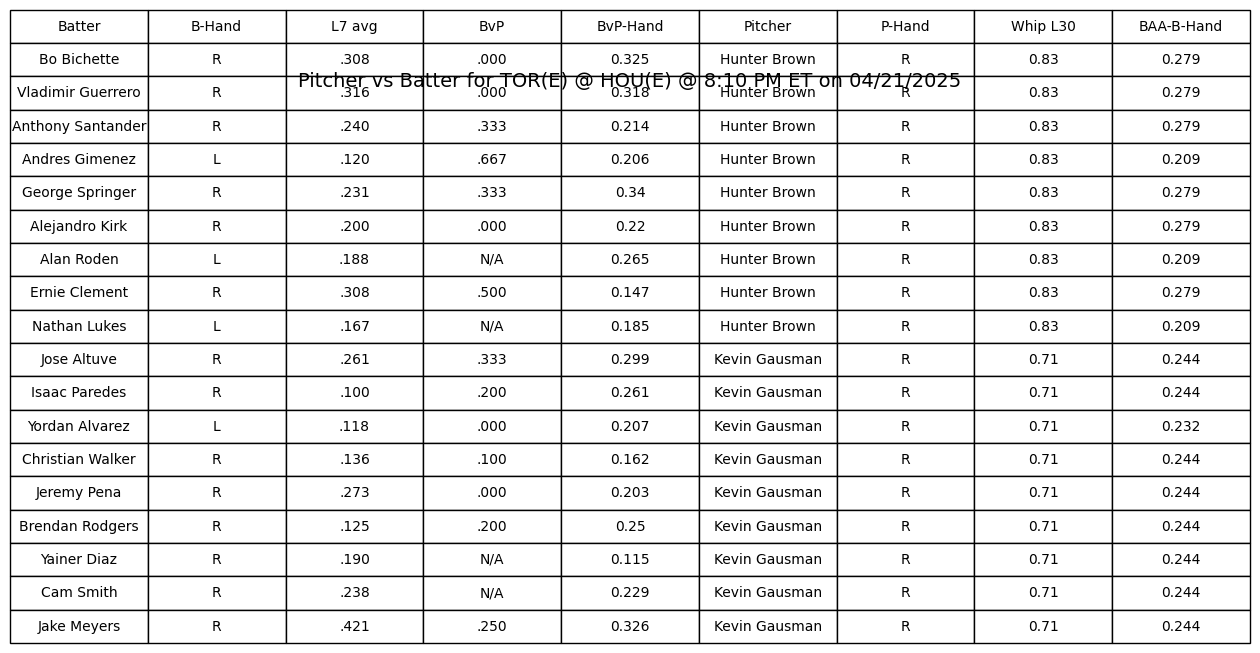 Batter B-Hand L7 avg BvP BvP-Hand Pitcher P-Hand Whip L30 BAA-B-Hand
Bo Bichette R .308 .000 0.325 Hunter Brown R 0.83 0.279
Pitcher vs Batter for TOR(E) @ HOU(E) @ 8:10 PM ET on 04/21/2025
Vladimir Guerrero R .316 .000 0.318 Hunter Brown R 0.83 0.279
Anthony Santander R .240 .333 0.214 Hunter Brown R 0.83 0.279
Andres Gimenez L .120 .667 0.206 Hunter Brown R 0.83 0.209
George Springer R .231 .333 0.34 Hunter Brown R 0.83 0.279
Alejandro Kirk R .200 .000 0.22 Hunter Brown R 0.83 0.279
Alan Roden L .188 N/A 0.265 Hunter Brown R 0.83 0.209
Ernie Clement R .308 .500 0.147 Hunter Brown R 0.83 0.279
Nathan Lukes L .167 N/A 0.185 Hunter Brown R 0.83 0.209
Jose Altuve R .261 .333 0.299 Kevin Gausman R 0.71 0.244
Isaac Paredes R .100 .200 0.261 Kevin Gausman R 0.71 0.244
Yordan Alvarez L .118 .000 0.207 Kevin Gausman R 0.71 0.232
Christian Walker R .136 .100 0.162 Kevin Gausman R 0.71 0.244
Jeremy Pena R .273 .000 0.203 Kevin Gausman R 0.71 0.244
Brendan Rodgers R .125 .200 0.25 Kevin Gausman R 0.71 0.244
Yainer Diaz R .190 N/A 0.115 Kevin Gausman R 0.71 0.244
Cam Smith R .238 N/A 0.229 Kevin Gausman R 0.71 0.244
Jake Meyers R .421 .250 0.326 Kevin Gausman R 0.71 0.244